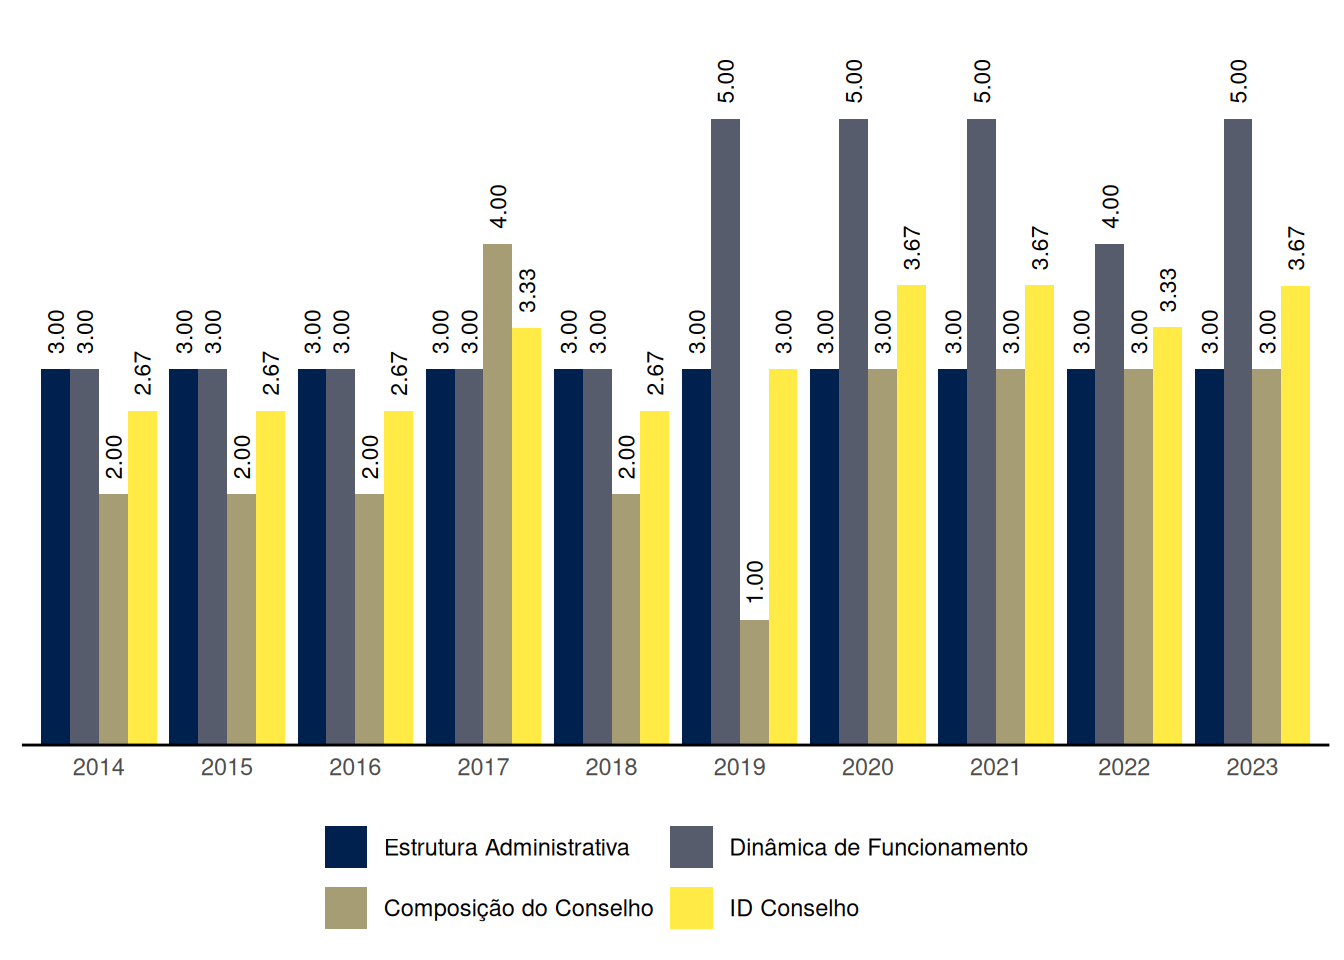 5.00 5.00 5.00 5.00
4.00 4.00
3.67 3.67 3.67
3.33 3.33
3.00 3.00 3.00 3.00 3.00 3.00 3.00 3.00 3.00 3.00 3.00 3.00 3.00 3.00 3.00 3.00 3.00 3.00 3.00 3.00
2.67 2.67 2.67 2.67
2.00 2.00 2.00 2.00
1.00
2014 2015 2016 2017 2018 2019 2020 2021 2022 2023
Estrutura Administrativa Dinâmica de Funcionamento
Composição do Conselho ID Conselho